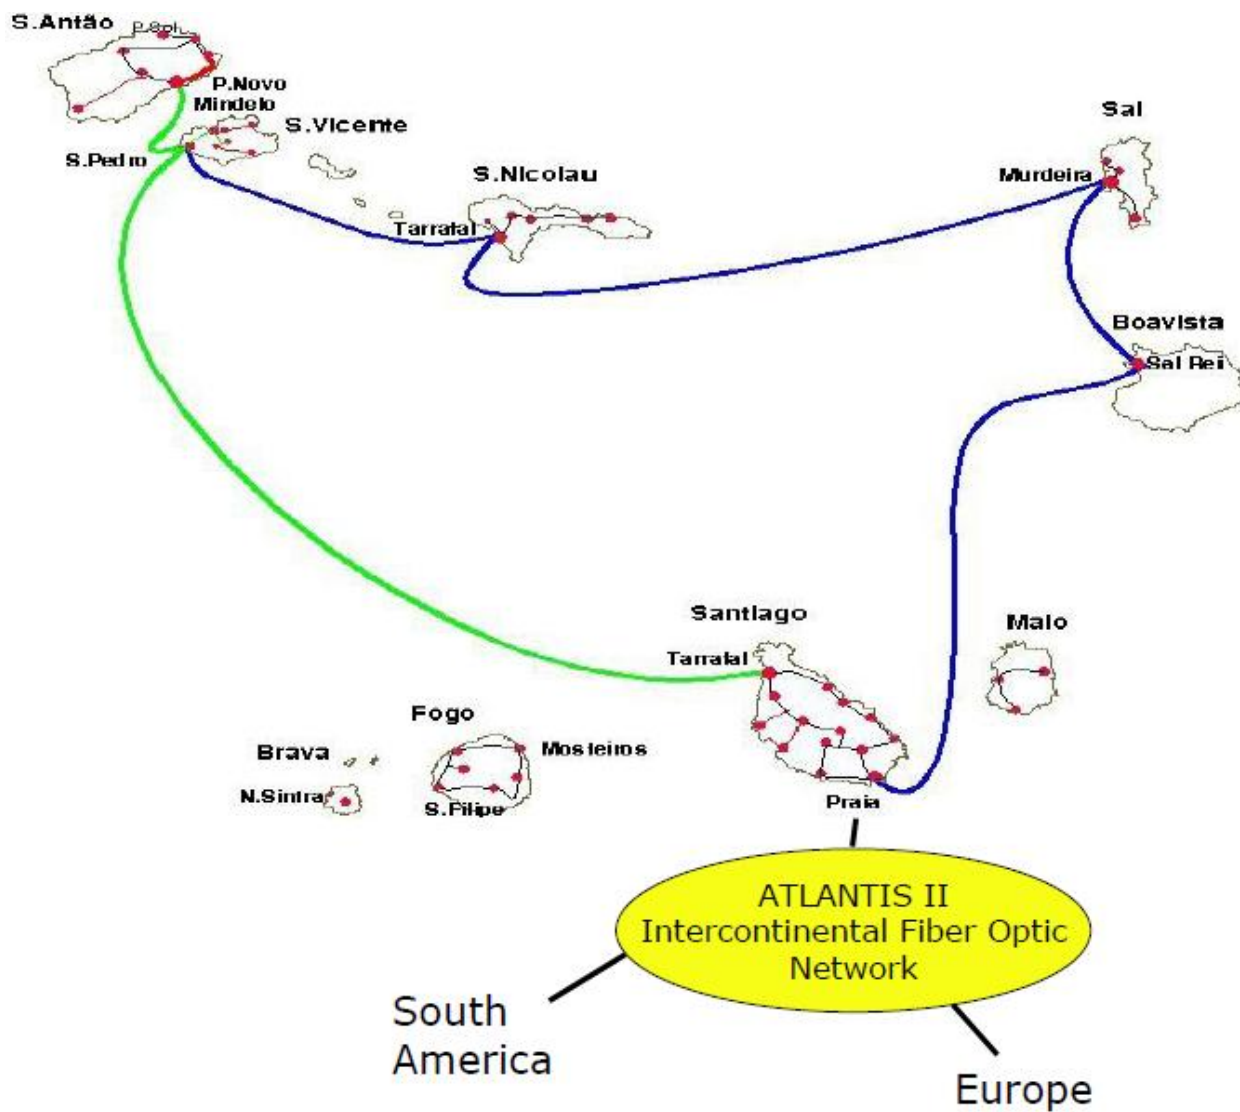 S.Antão
P.Sol
P.Novo
Mindelo
S.Vicente
S.Pedro
S.Nicolau
Tarrafal
Sal
Murdeira
Boavista
Sal Rei
Santiago
Tarrafal
Maio
Fogo
Mosteiros
Brava
N.Sintra
S.Filipe
Praia
ATLANTIS II
Intercontinental Fiber Optic
Network
South
America
Europe